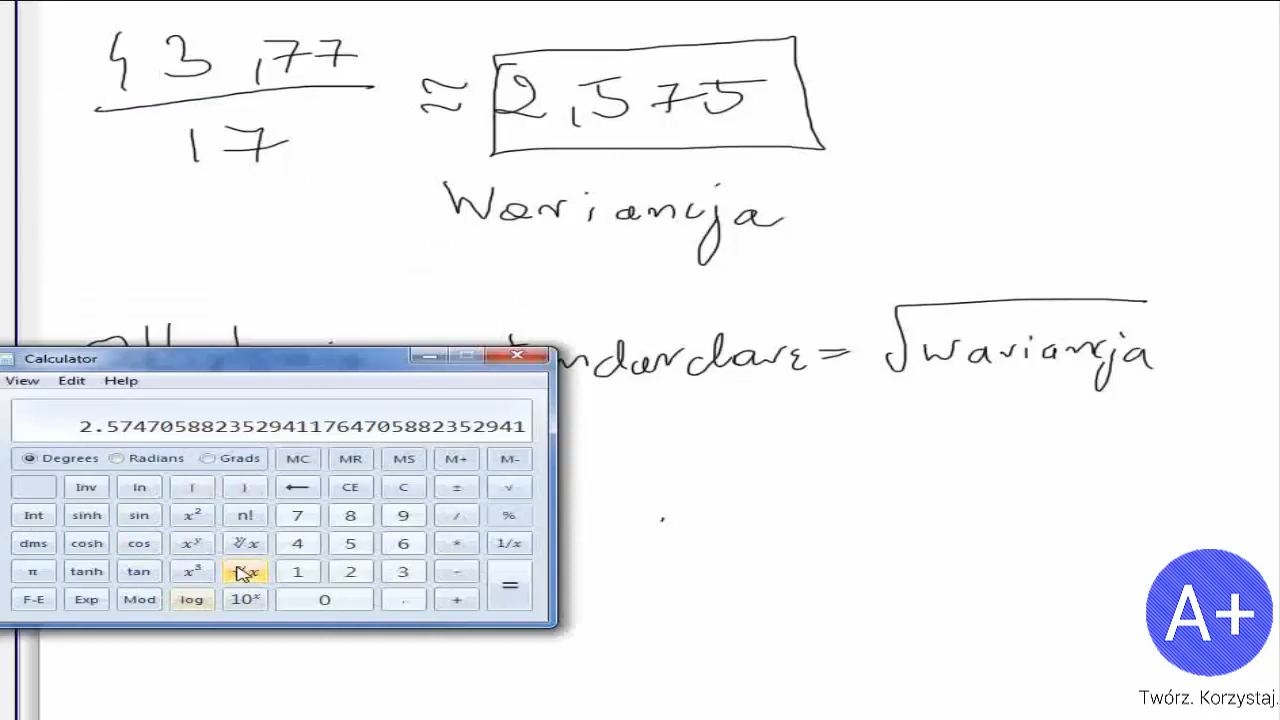 43,77
17
≈ 2,575
Wariancja
= √wariancja
Calculator
View Edit Help
2.5747058823529411764705882352941
Degrees Radians Grads MC MR MS M+ M-
Inv ln ( ) ← CE C ± √
Int sinh sin x² n! 7 8 9 / %
dms cosh cos xʸ ʸ√x 4 5 6 * 1/x
π tanh tan x³ 1 2 3 - =
F-E Exp Mod log 10ˣ 0 . +
A+
Twórz. Korzystaj.